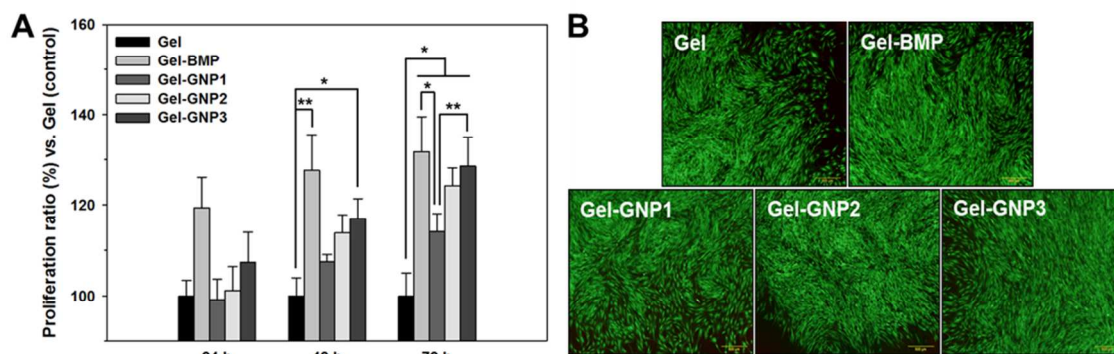 A
Proliferation ratio (%) vs. Gel (control)
160
140
120
100
Gel
Gel-BMP
Gel-GNP1
Gel-GNP2
Gel-GNP3
**
*
*
*
**
B
Gel
Gel-BMP
Gel-GNP1
Gel-GNP2
Gel-GNP3